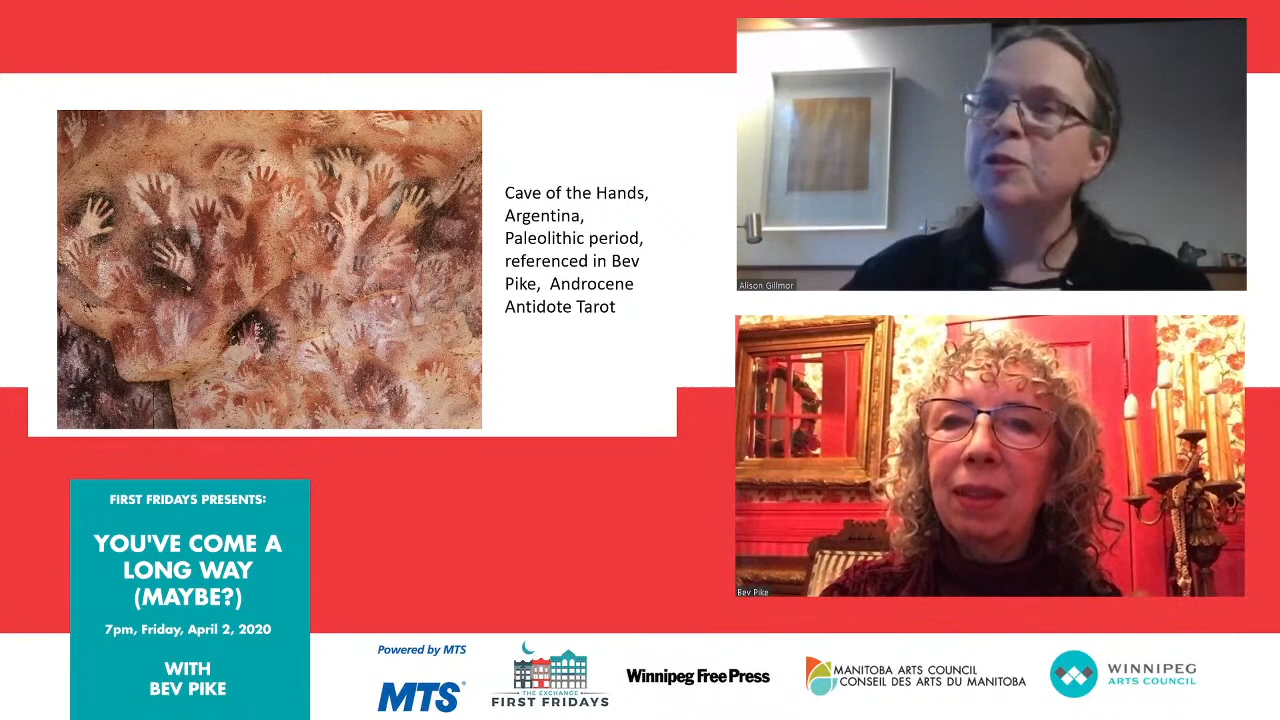 Cave of the Hands,
Argentina,
Paleolithic period,
referenced in Bev
Pike,  Androcene
Antidote Tarot
Alison Gillmor
Bev Pike
FIRST FRIDAYS PRESENTS:
YOU'VE COME A
LONG WAY
(MAYBE?)
7pm, Friday, April 2, 2020
WITH
BEV PIKE
Powered by MTS
MTS®
THE EXCHANGE
FIRST FRIDAYS
Winnipeg Free Press
MANITOBA ARTS COUNCIL
CONSEIL DES ARTS DU MANITOBA
WINNIPEG
ARTS COUNCIL